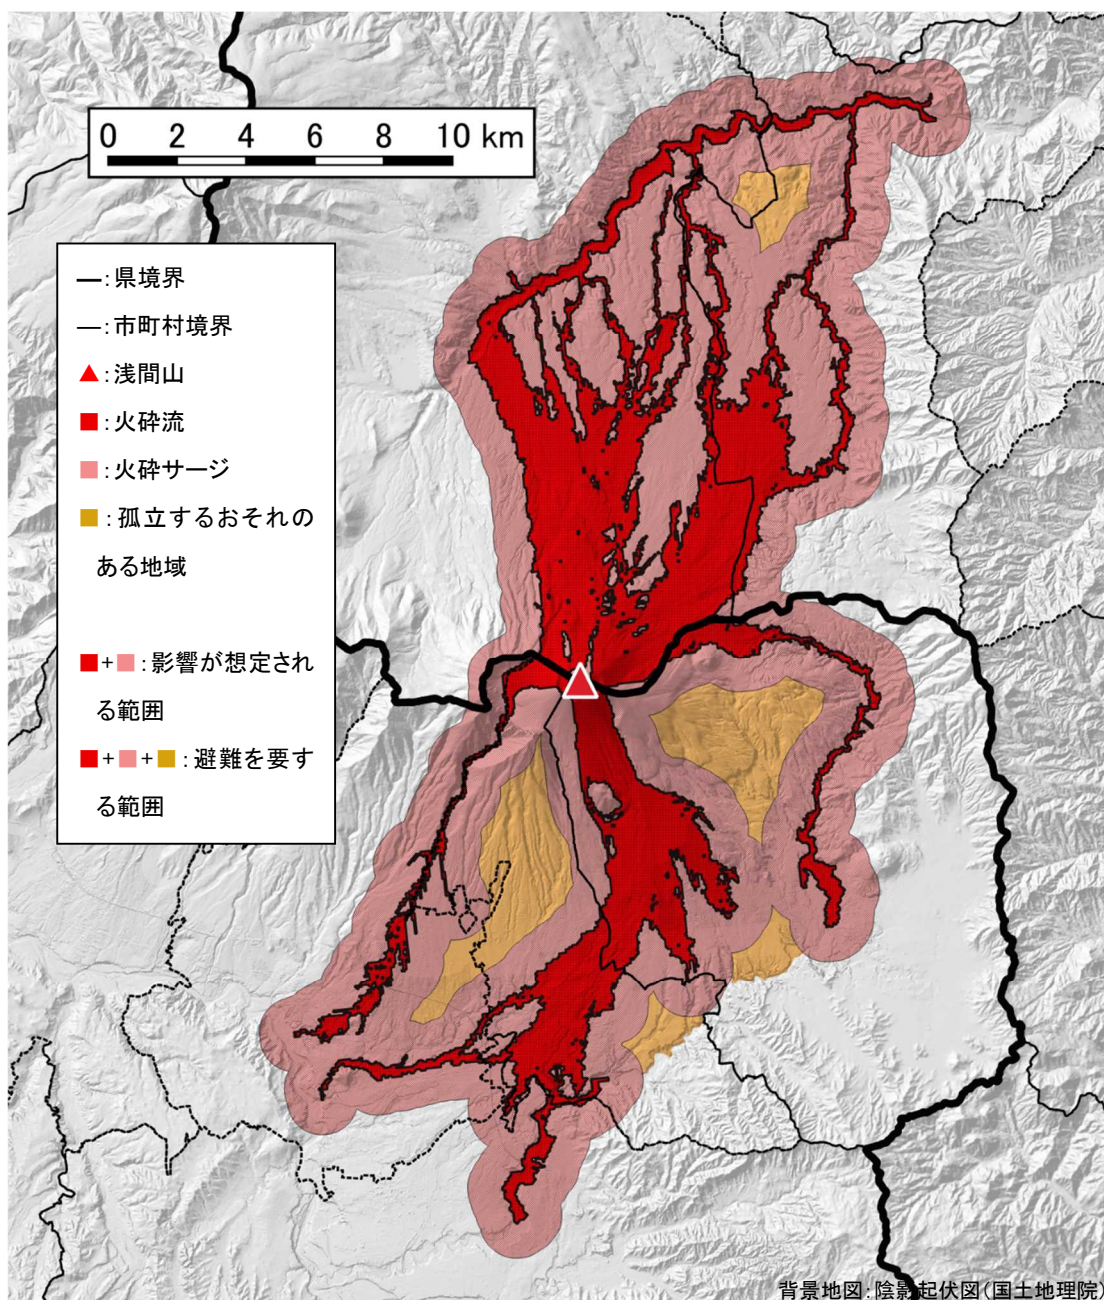 0 2 4 6 8 10 km
―:県境界
―:市町村境界
▲:浅間山
■:火砕流
■:火砕サージ
■:孤立するおそれの
ある地域
■+■:影響が想定され
る範囲
■+■+■:避難を要す
る範囲
背景地図:陰影起伏図(国土地理院)